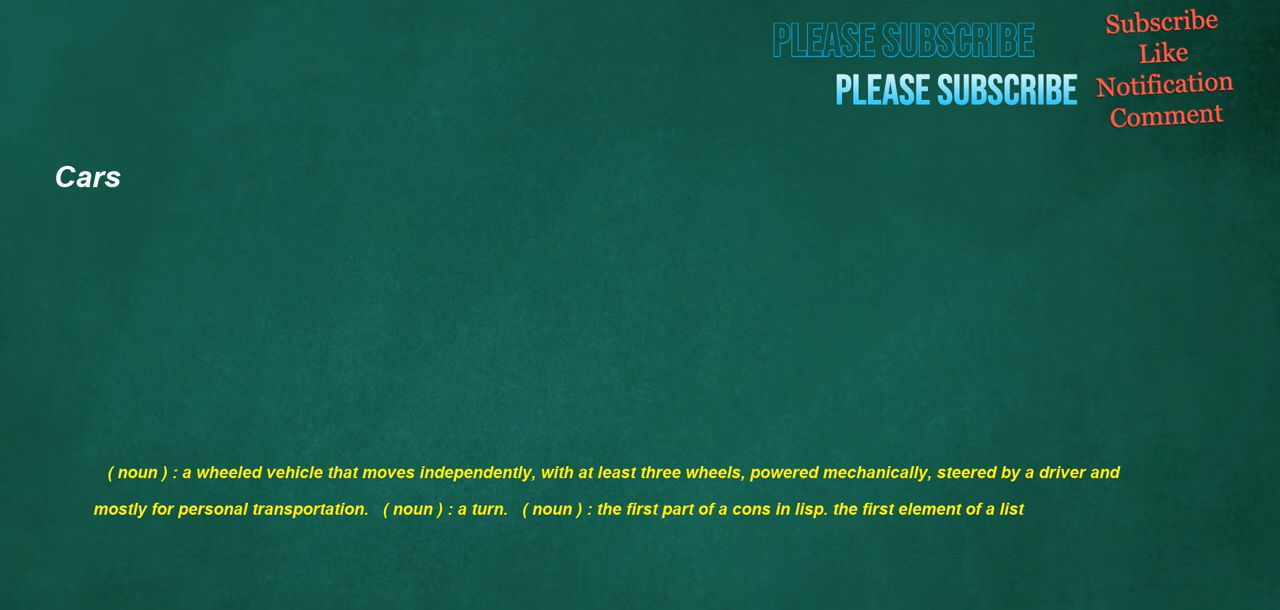 PLEASE SUBSCRIBE
PLEASE SUBSCRIBE
Subscribe
Like
Notification
Comment
Cars
( noun ) : a wheeled vehicle that moves independently, with at least three wheels, powered mechanically, steered by a driver and
mostly for personal transportation. ( noun ) : a turn. ( noun ) : the first part of a cons in lisp. the first element of a list